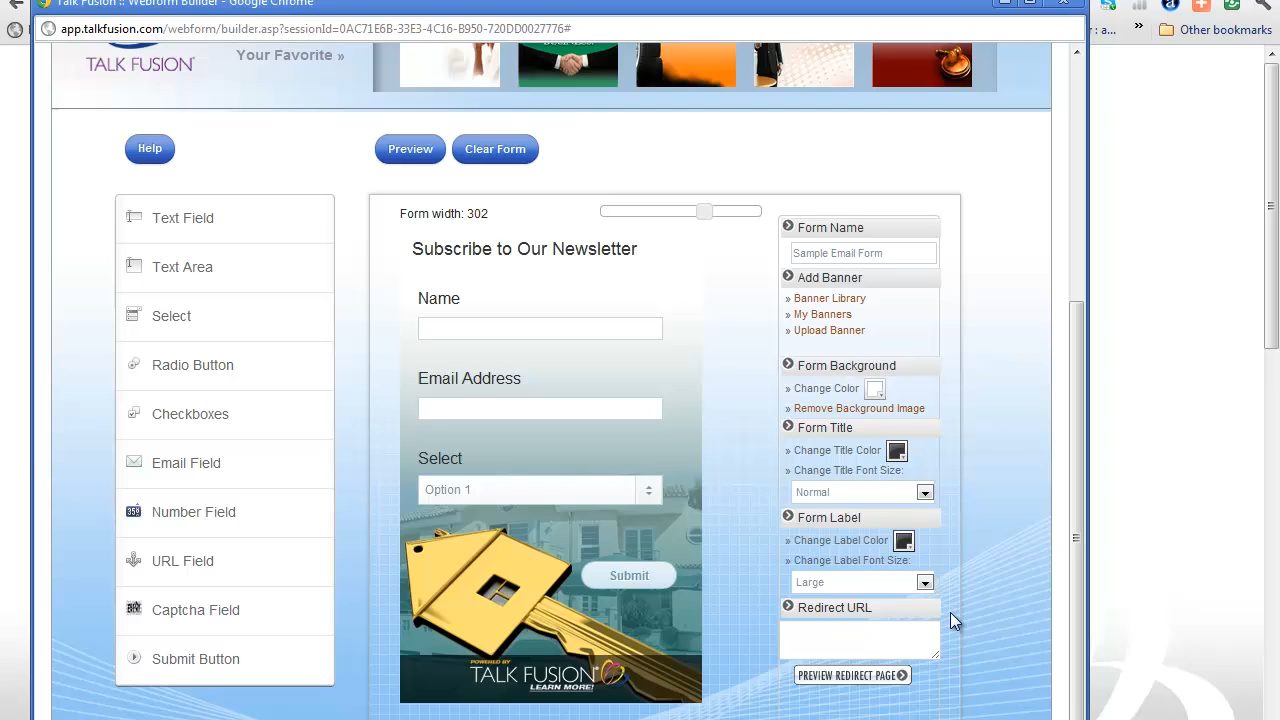 Talk Fusion :: Webform Builder - Google Chrome
app.talkfusion.com/webform/builder.asp?sessionId=0AC71E6B-33E3-4C16-B950-720DD0027776#
» Other bookmarks
TALK FUSION®
Your Favorite »
Help
Preview
Clear Form
Text Field
Text Area
Select
Radio Button
Checkboxes
Email Field
Number Field
URL Field
Captcha Field
Submit Button
Form width: 302
Subscribe to Our Newsletter
Name
Email Address
Select
Option 1
Submit
POWERED BY
TALK FUSION®
LEARN MORE!
Form Name
Sample Email Form
Add Banner
» Banner Library
» My Banners
» Upload Banner
Form Background
» Change Color
» Remove Background Image
Form Title
» Change Title Color
» Change Title Font Size:
Normal
Form Label
» Change Label Color
» Change Label Font Size:
Large
Redirect URL
PREVIEW REDIRECT PAGE